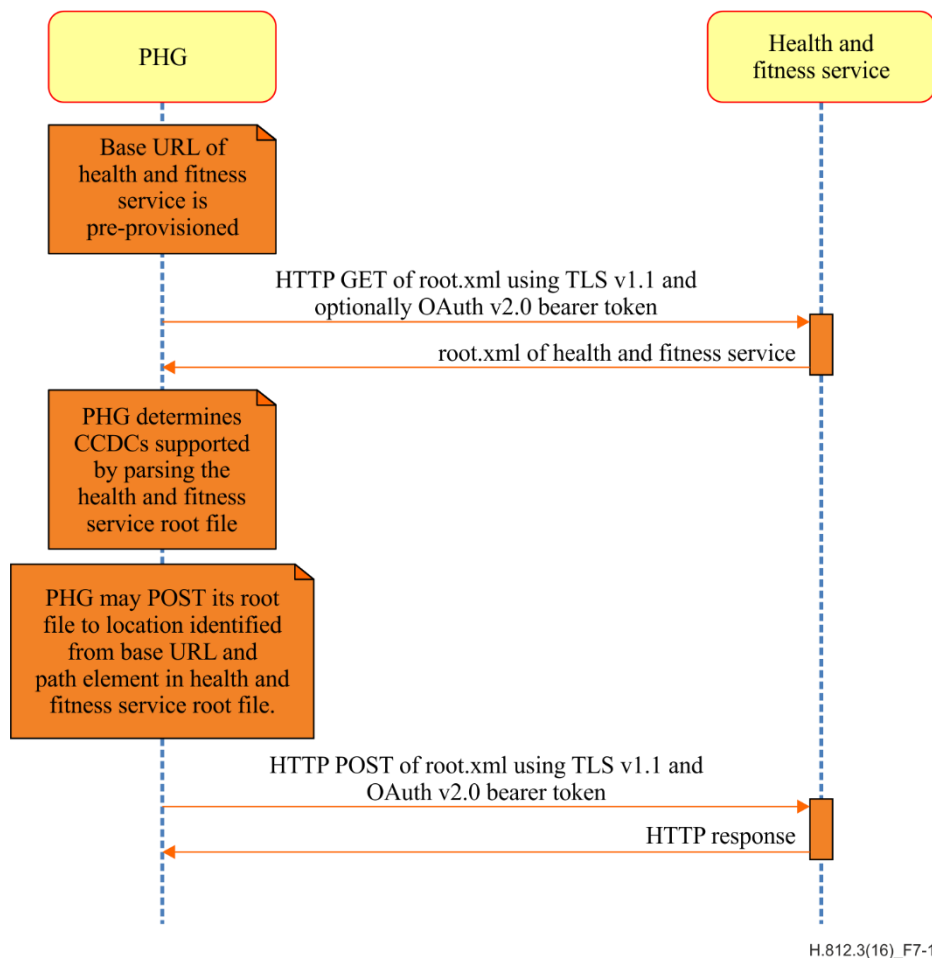 PHG
Health and
fitness service
Base URL of
health and fitness
service is
pre-provisioned
HTTP GET of root.xml using TLS v1.1 and
optionally OAuth v2.0 bearer token
root.xml of health and fitness service
PHG determines
CCDCs supported
by parsing the
health and fitness
service root file
PHG may POST its root
file to location identified
from base URL and
path element in health and
fitness service root file.
HTTP POST of root.xml using TLS v1.1 and
OAuth v2.0 bearer token
HTTP response
H.812.3(16)_F7-1